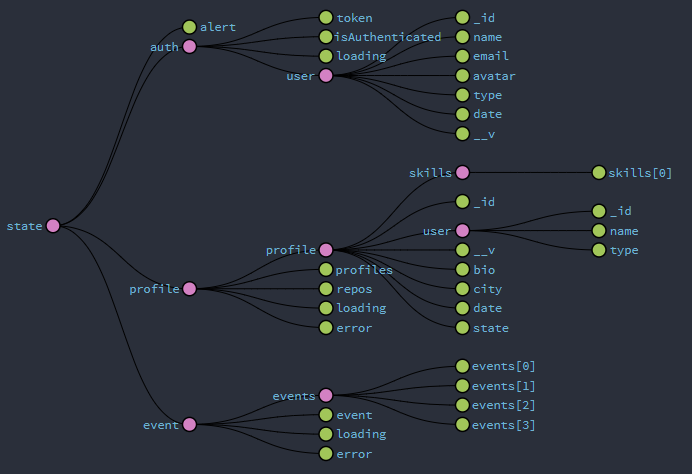 state
alert
auth
token
isAuthenticated
loading
user
_id
name
email
avatar
type
date
__v
profile
profile
skills
skills[0]
_id
user
_id
name
type
__v
bio
city
date
state
profiles
repos
loading
error
event
events
events[0]
events[1]
events[2]
events[3]
event
loading
error